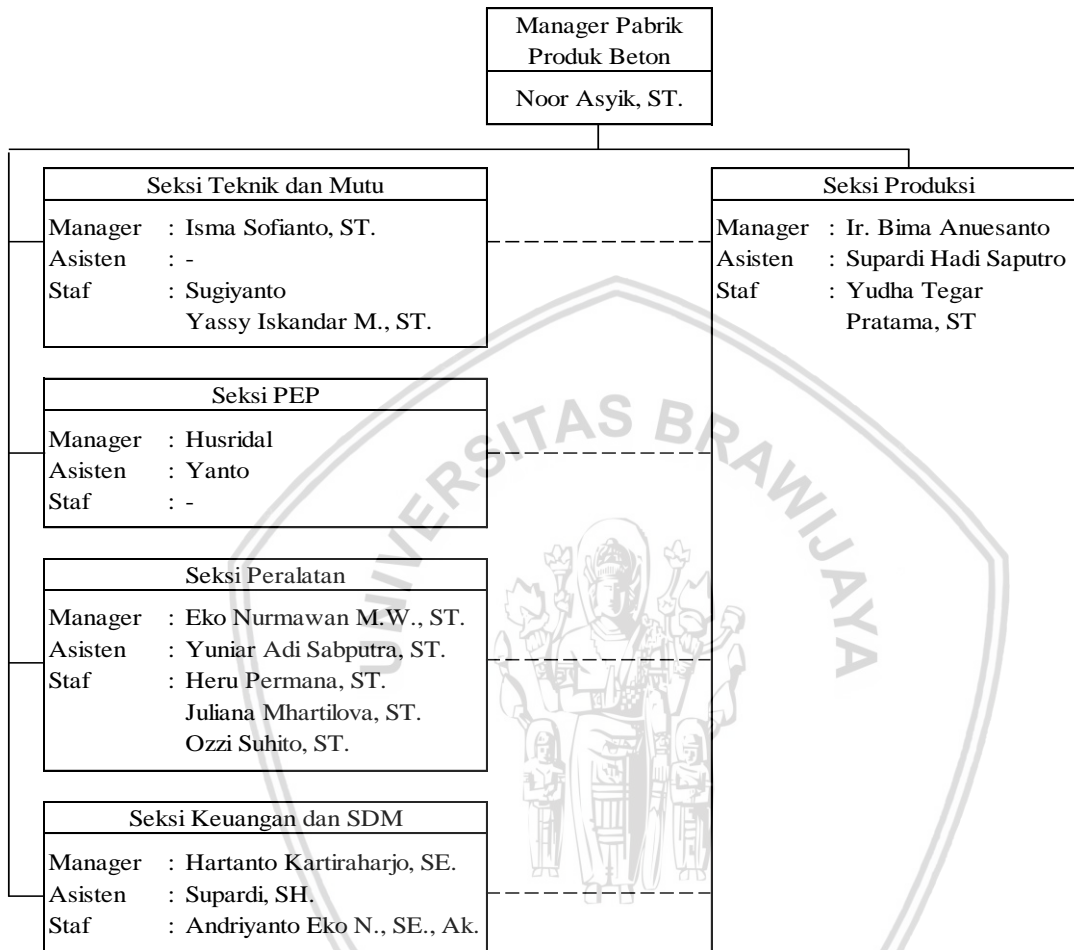 Manager Pabrik
Produk Beton
Noor Asyik, ST.
Seksi Teknik dan Mutu
Manager : Isma Sofianto, ST.
Asisten : -
Staf : Sugiyanto
Yassy Iskandar M., ST.
Seksi Produksi
Manager : Ir. Bima Anuesanto
Asisten : Supardi Hadi Saputro
Staf : Yudha Tegar
Pratama, ST
Seksi PEP
Manager : Husridal
Asisten : Yanto
Staf : -
Seksi Peralatan
Manager : Eko Nurmawan M.W., ST.
Asisten : Yuniar Adi Sabputra, ST.
Staf : Heru Permana, ST.
Juliana Mhartilova, ST.
Ozzi Suhito, ST.
Seksi Keuangan dan SDM
Manager : Hartanto Kartiraharjo, SE.
Asisten : Supardi, SH.
Staf : Andriyanto Eko N., SE., Ak.
UNIVERSITAS BRAWIJAYA